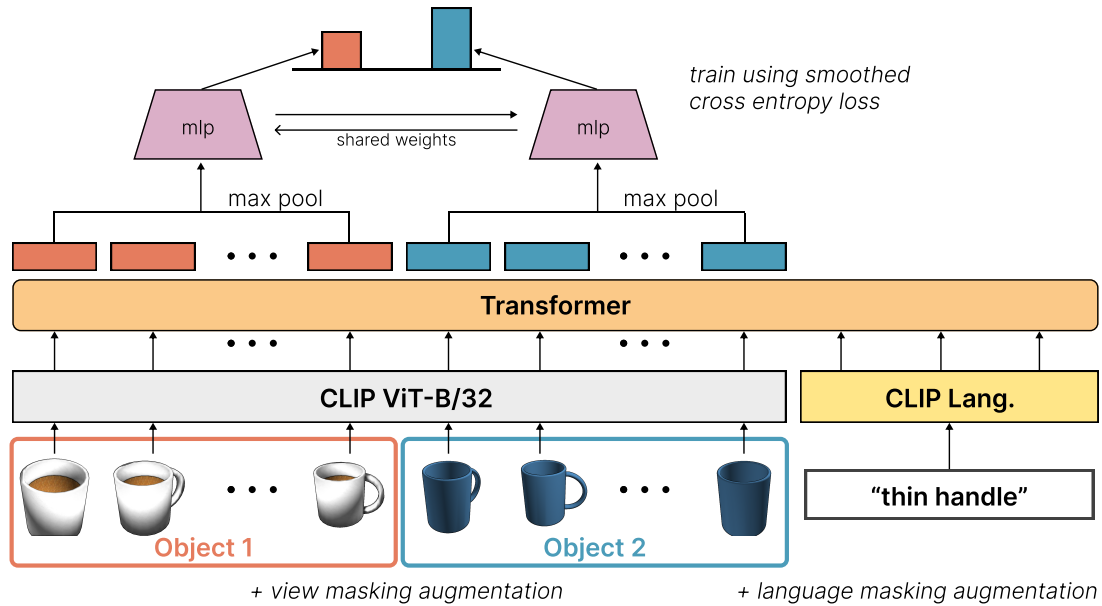 train using smoothed
cross entropy loss
mlp
mlp
shared weights
max pool
max pool
Transformer
CLIP ViT-B/32
CLIP Lang.
“thin handle”
Object 1
Object 2
+ view masking augmentation
+ language masking augmentation